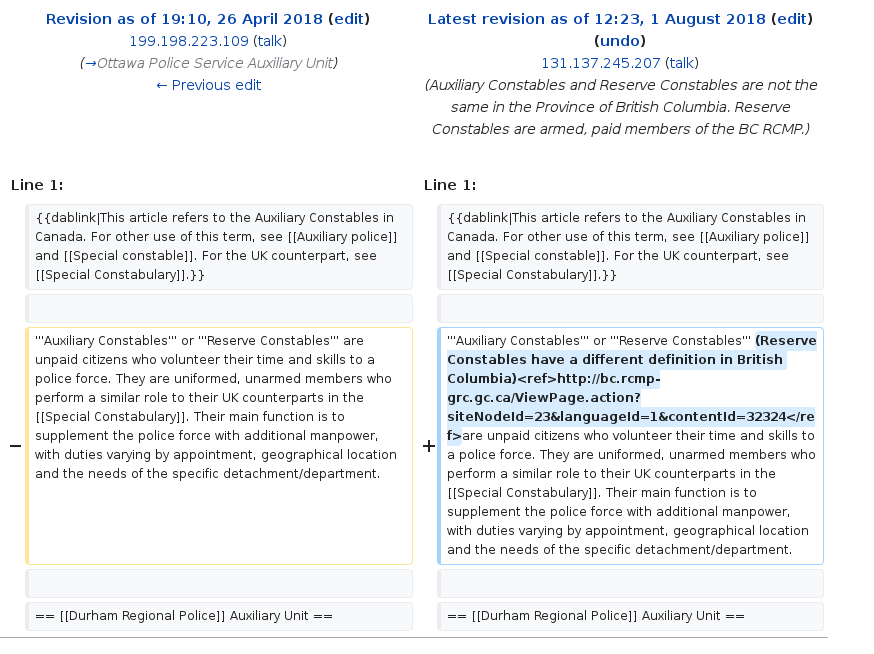 Revision as of 19:10, 26 April 2018 (edit)
199.198.223.109 (talk)
(→Ottawa Police Service Auxiliary Unit)
← Previous edit
Latest revision as of 12:23, 1 August 2018 (edit)
(undo)
131.137.245.207 (talk)
(Auxiliary Constables and Reserve Constables are not the
same in the Province of British Columbia. Reserve
Constables are armed, paid members of the BC RCMP.)
Line 1:
Line 1:
{{dablink|This article refers to the Auxiliary Constables in
Canada. For other use of this term, see [[Auxiliary police]]
and [[Special constable]]. For the UK counterpart, see
[[Special Constabulary]].}}
{{dablink|This article refers to the Auxiliary Constables in
Canada. For other use of this term, see [[Auxiliary police]]
and [[Special constable]]. For the UK counterpart, see
[[Special Constabulary]].}}
−
'''Auxiliary Constables''' or '''Reserve Constables''' are
unpaid citizens who volunteer their time and skills to a
police force. They are uniformed, unarmed members who
perform a similar role to their UK counterparts in the
[[Special Constabulary]]. Their main function is to
supplement the police force with additional manpower,
with duties varying by appointment, geographical location
and the needs of the specific detachment/department.
+
'''Auxiliary Constables''' or '''Reserve Constables''' (Reserve
Constables have a different definition in British
Columbia)<ref>http://bc.rcmp-
grc.gc.ca/ViewPage.action?
siteNodeId=23&languageId=1&contentId=32324</re
f>are unpaid citizens who volunteer their time and skills to
a police force. They are uniformed, unarmed members who
perform a similar role to their UK counterparts in the
[[Special Constabulary]]. Their main function is to
supplement the police force with additional manpower,
with duties varying by appointment, geographical location
and the needs of the specific detachment/department.
== [[Durham Regional Police]] Auxiliary Unit ==
== [[Durham Regional Police]] Auxiliary Unit ==